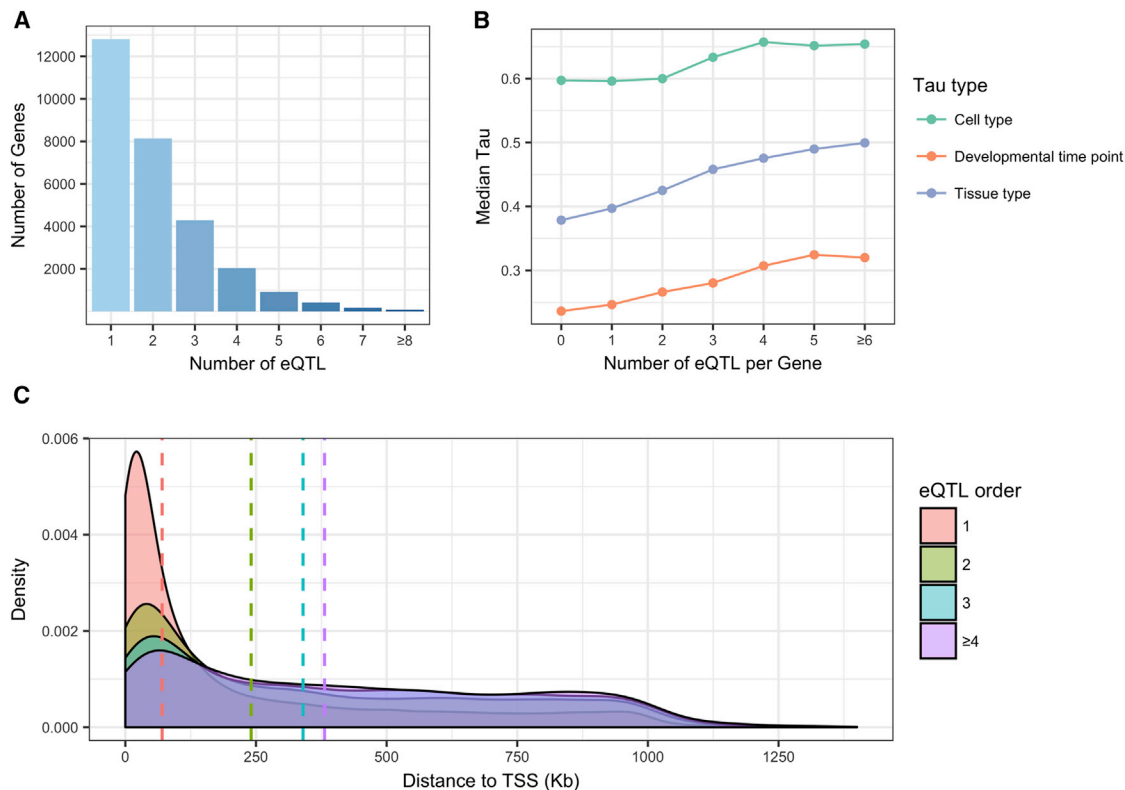 A
Number of Genes
12000
10000
8000
6000
4000
2000
1 2 3 4 5 6 7 ≥8
Number of eQTL
B
Median Tau
0.6
0.5
0.4
0.3
0 1 2 3 4 5 ≥6
Number of eQTL per Gene
Tau type
Cell type
Developmental time point
Tissue type
C
Density
0.006
0.004
0.002
0.000
0 250 500 750 1000 1250
Distance to TSS (Kb)
eQTL order
1
2
3
≥4